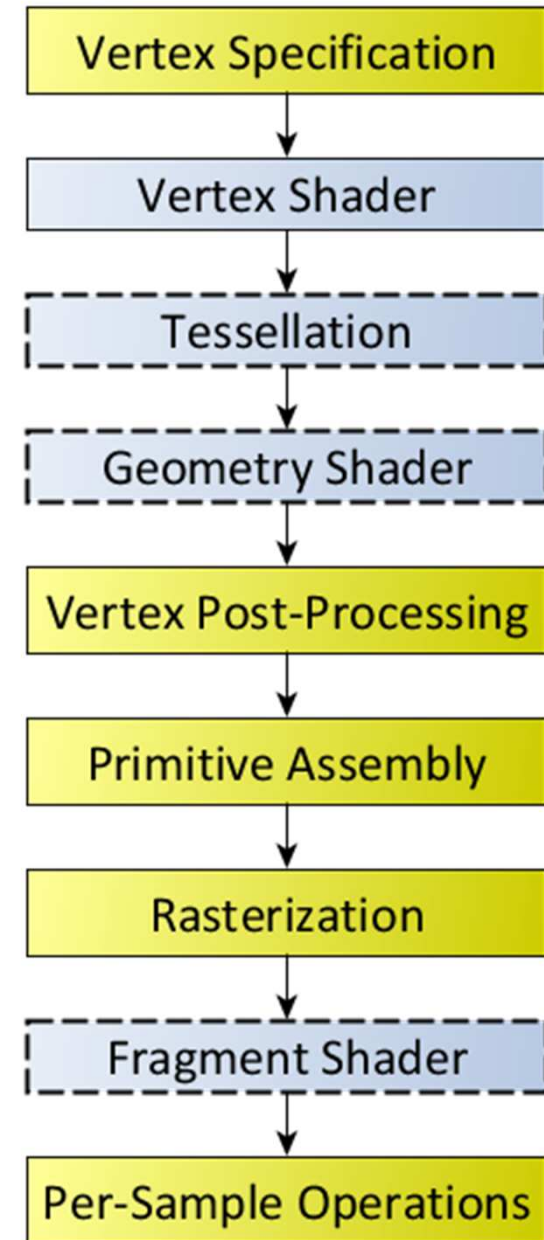 Vertex Specification
Vertex Shader
Tessellation
Geometry Shader
Vertex Post-Processing
Primitive Assembly
Rasterization
Fragment Shader
Per-Sample Operations